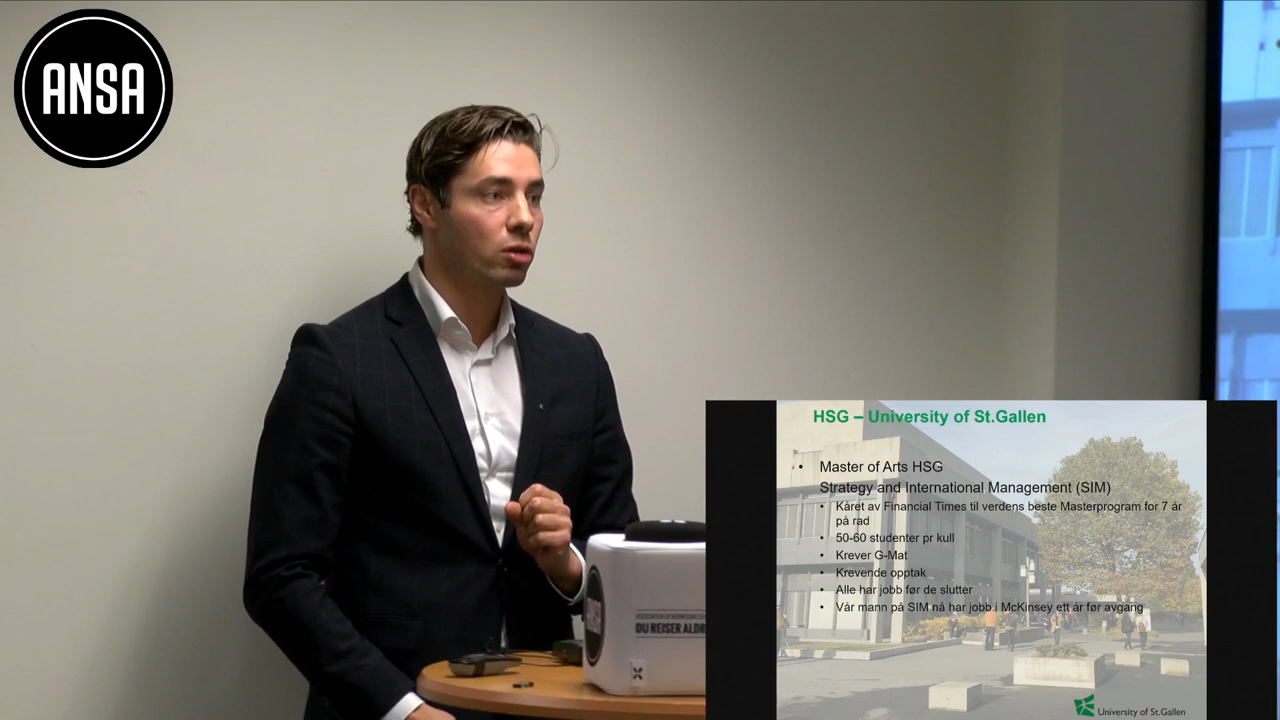 ANSA
HSG – University of St.Gallen
• Master of Arts HSG
Strategy and International Management (SIM)
• Kåret av Financial Times til verdens beste Masterprogram for 7 år
på rad
• 50-60 studenter pr kull
• Krever G-Mat
• Krevende opptak
• Alle har jobb før de slutter
• Vår mann på SIM nå har jobb i McKinsey ett år før avgang
University of St.Gallen
ASSOCIATION OF NORWEGIAN
DU REISER